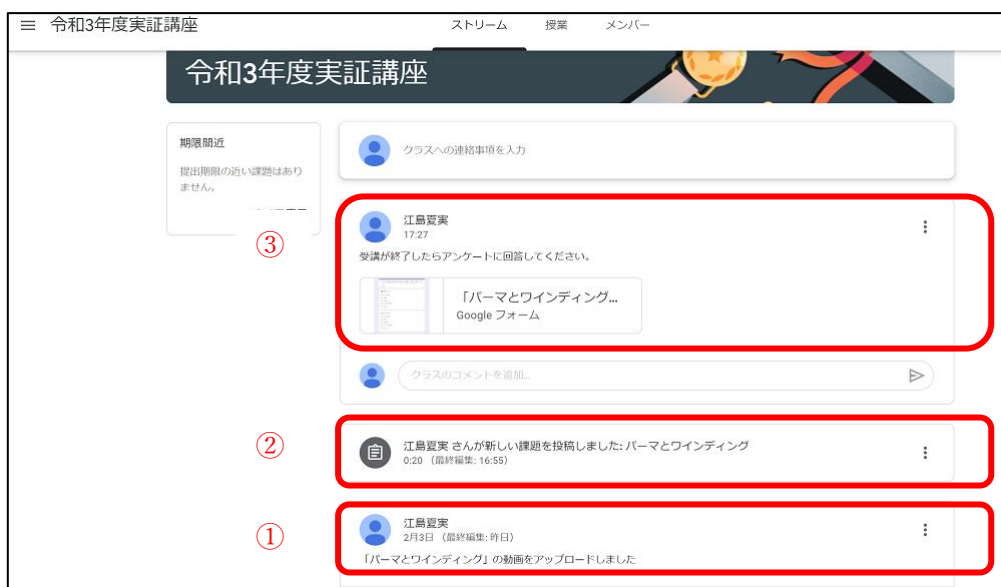 令和3年度実証講座
ストリーム 授業 メンバー
令和3年度実証講座
期限間近
提出期限の近い課題はあり
ません。
クラスへの連絡事項を入力
③
江島夏実
17:27
受講が終了したらアンケートに回答してください。
「パーマとワインディング...
Google フォーム
クラスのコメントを追加...
②
江島夏実 さんが新しい課題を投稿しました: パーマとワインディング
0:20 （最終編集: 16:55）
①
江島夏実
2月3日 （最終編集: 昨日）
「パーマとワインディング」の動画をアップロードしました